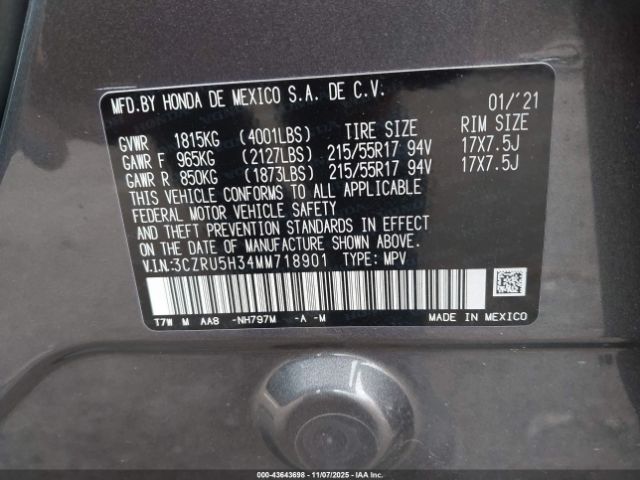 MFD.BY HONDA DE MEXICO S.A. DE C.V. 01/'21
GVWR 1815KG (4001LBS) TIRE SIZE RIM SIZE
GAWR F 965KG (2127LBS) 215/55R17 94V 17X7.5J
GAWR R 850KG (1873LBS) 215/55R17 94V 17X7.5J
THIS VEHICLE CONFORMS TO ALL APPLICABLE
FEDERAL MOTOR VEHICLE SAFETY
AND THEFT PREVENTION STANDARDS IN EFFECT
ON THE DATE OF MANUFACTURE SHOWN ABOVE.
V.I.N:3CZRU5H34MM718901 TYPE: MPV
T7W M AA8 -NH797M -A -M
MADE IN MEXICO
000-43643698 11/07/2025 - IAA Inc.